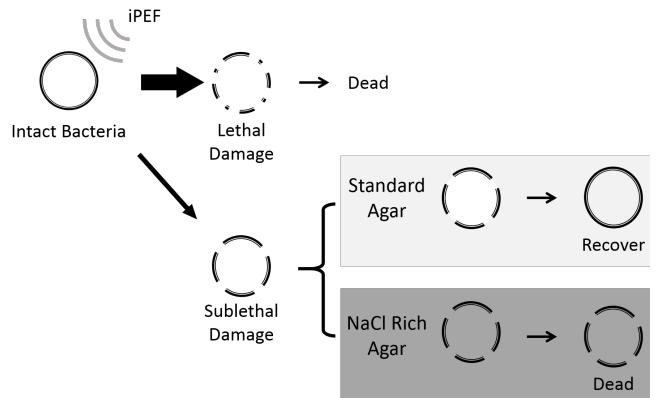 iPEF
Intact Bacteria
Lethal
Damage
Dead
Sublethal
Damage
Standard
Agar
Recover
NaCl Rich
Agar
Dead